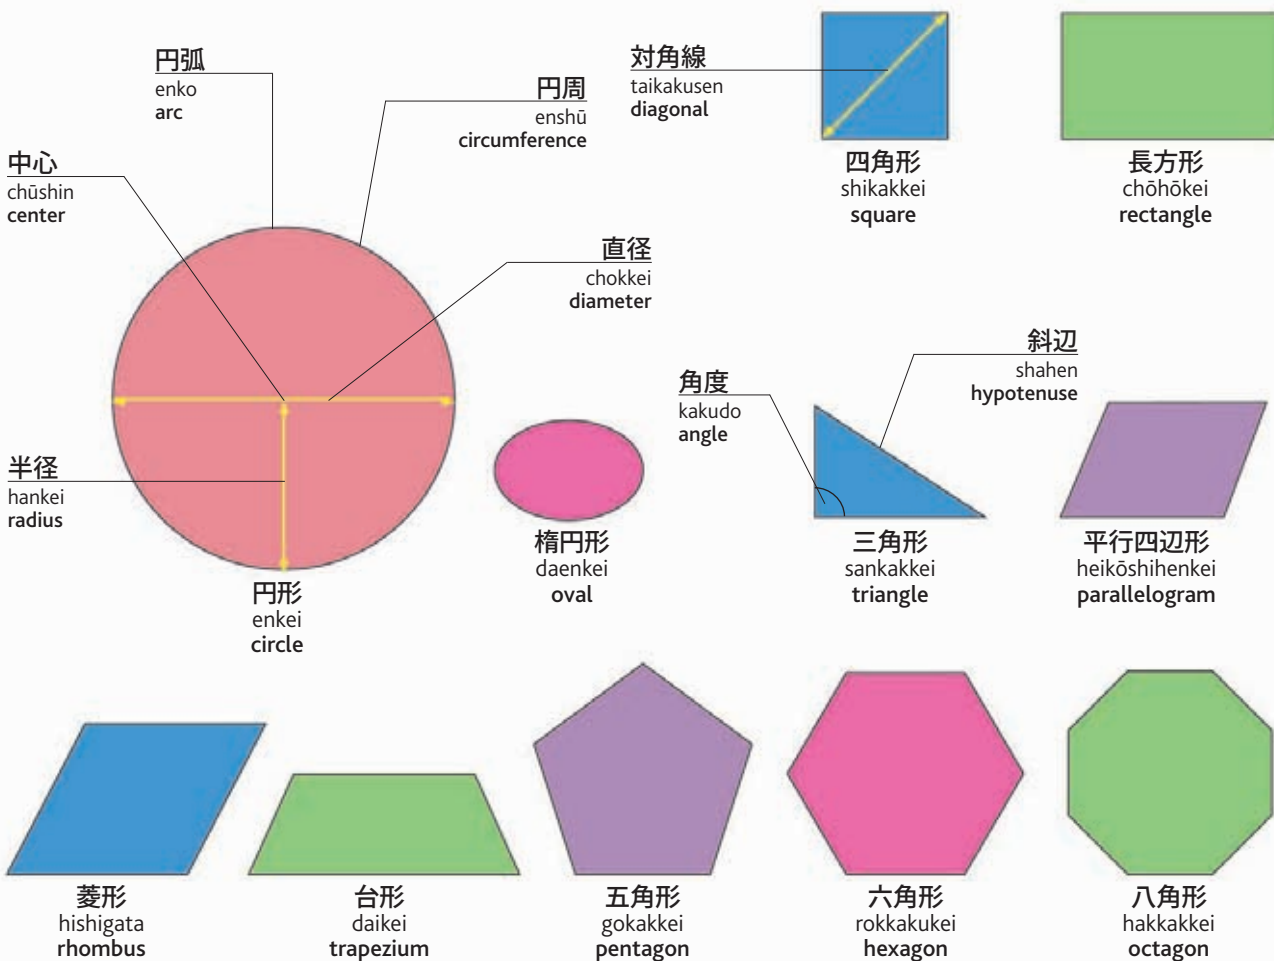 円弧
enko
arc
円周
enshū
circumference
中心
chūshin
center
直径
chokkei
diameter
半径
hankei
radius
円形
enkei
circle
対角線
taikakusen
diagonal
四角形
shikakkei
square
長方形
chōhōkei
rectangle
楕円形
daenkei
oval
角度
kakudo
angle
斜辺
shahen
hypotenuse
三角形
sankakkei
triangle
平行四辺形
heikōshihenkei
parallelogram
菱形
hishigata
rhombus
台形
daikei
trapezium
五角形
gokakkei
pentagon
六角形
rokkakukei
hexagon
八角形
hakkakkei
octagon